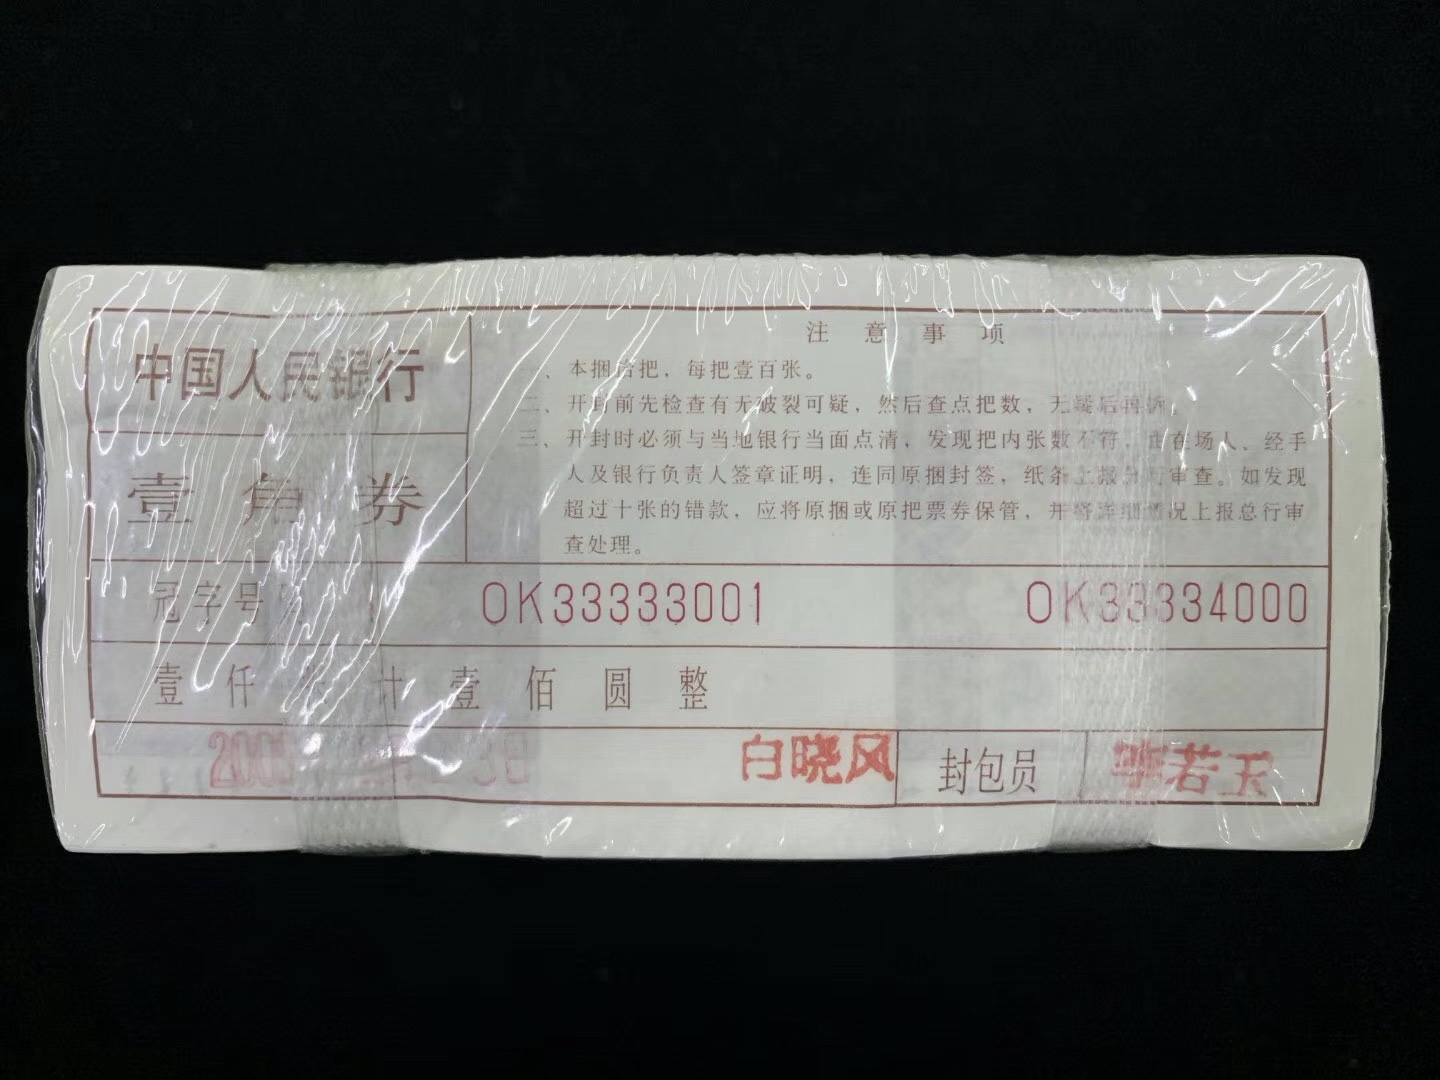 中国人民银行
壹角券
注意事项
、本捆拾把，每把壹百张。
二、开封前先检查有无破裂可疑，然后查点把数，无疑后再拆。
三、开封时必须与当地银行当面点清，发现把内张数不符，由在场人、经手
人及银行负责人签章证明，连同原捆封签，纸条上报分行审查。如发现
超过十张的错款，应将原捆或原把票券保管，并将详细情况上报总行审
查处理。
冠字号 OK33333001 OK33334000
壹仟张计壹佰圆整
白晓风 封包员 李若玉